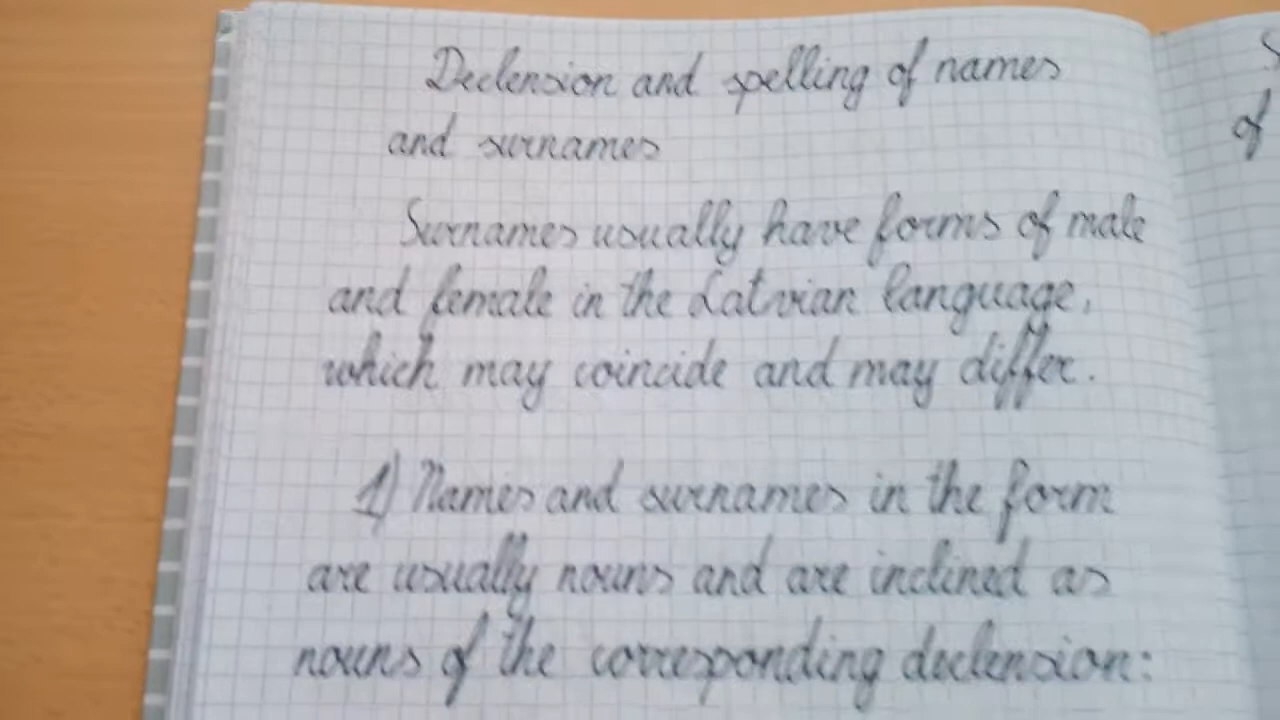 Declension and spelling of names
and surnames
Surnames usually have forms of male
and female in the Latvian language,
which may coincide and may differ.
1) Names and surnames in the form
are usually nouns and are inclined as
nouns of the corresponding declension:
of